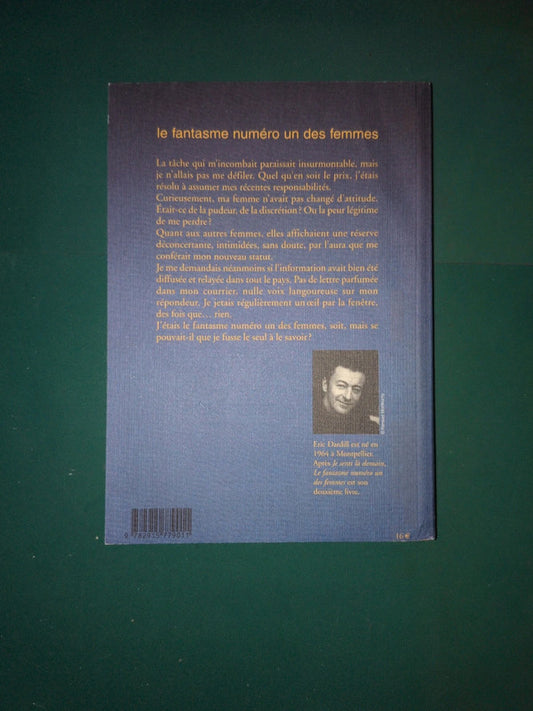 le fantasme numéro un des femmes
La tâche qui m'incombait paraissait insurmontable, mais
je n'allais pas me défiler. Quel qu'en soit le prix, j'étais
résolu à assumer mes récentes responsabilités.
Curieusement, ma femme n'avait pas changé d'attitude.
Était-ce de la pudeur, de la discrétion ? Ou la peur légitime
de me perdre ?
Quant aux autres femmes, elles affichaient une réserve
déconcertante, intimidées, sans doute, par l'aura que me
conférait mon nouveau statut.
Je me demandais néanmoins si l'information avait bien été
diffusée et relayée dans tout le pays. Pas de lettre parfumée
dans mon courrier, nulle voix langoureuse sur mon
répondeur. Je jetais régulièrement un œil par la fenêtre,
des fois que… rien.
J'étais le fantasme numéro un des femmes, soit, mais se
pouvait-il que je fusse le seul à le savoir ?
Eric Dardill est né en
1964 à Montpellier.
Après Je sens la demain,
Le fantasme numéro un
des femmes est son
deuxième livre.
16 €